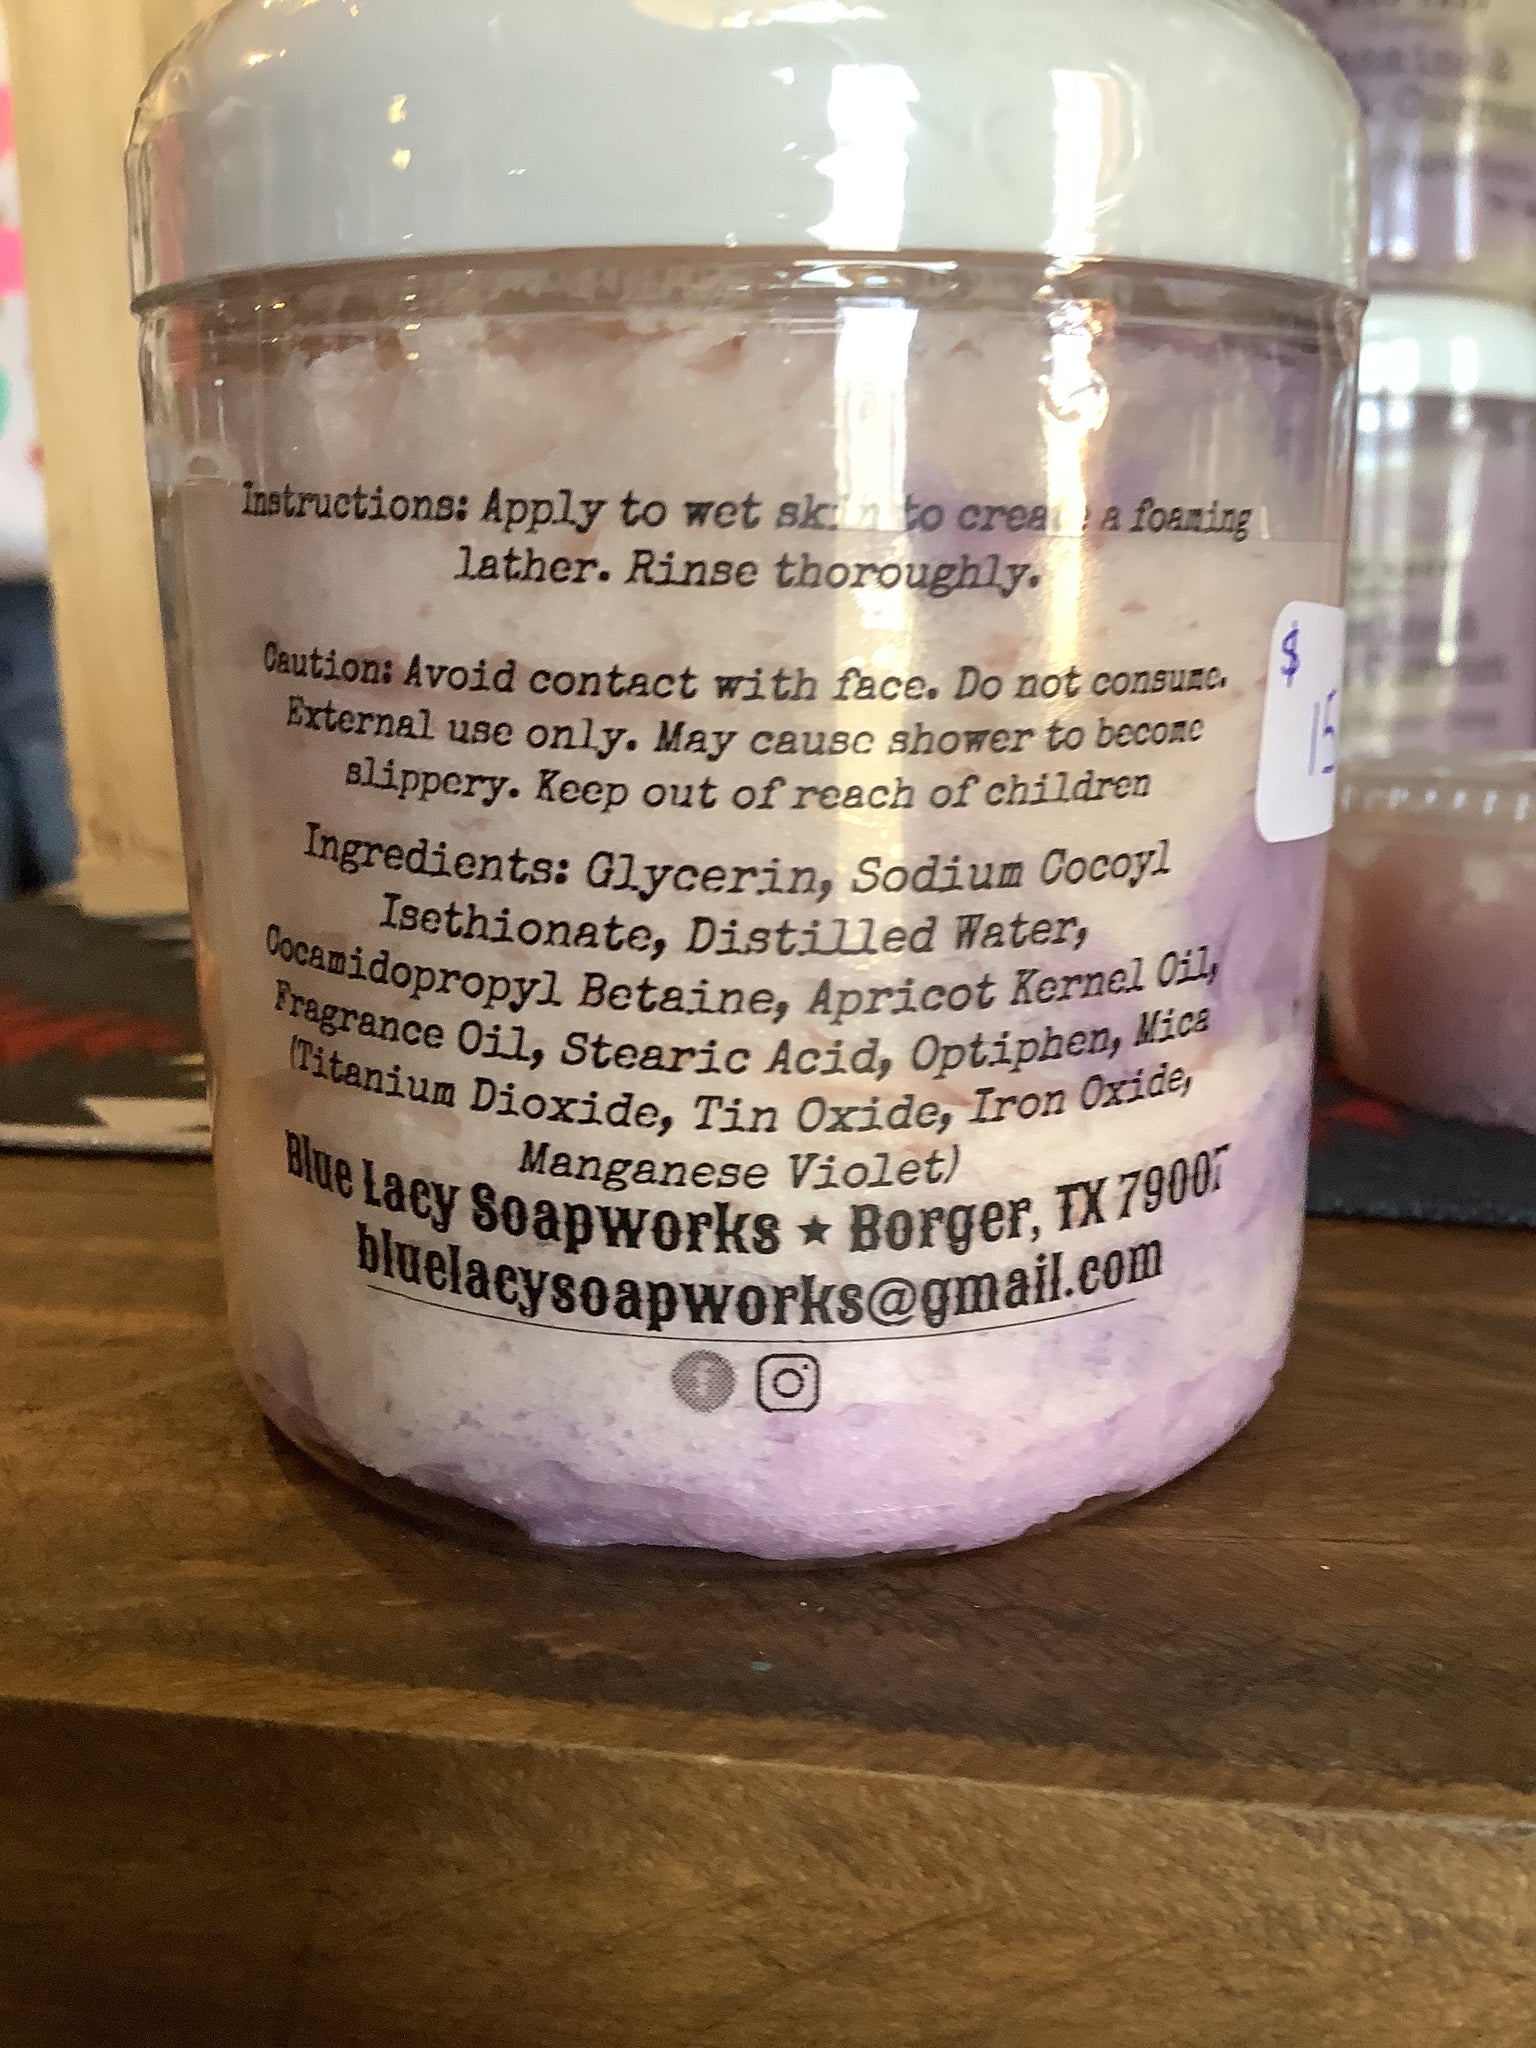 Instructions: Apply to wet skin to create a foaming
lather. Rinse thoroughly.
Caution: Avoid contact with face. Do not consume.
External use only. May cause shower to become
slippery. Keep out of reach of children
Ingredients: Glycerin, Sodium Cocoyl
Isethionate, Distilled Water,
Cocamidopropyl Betaine, Apricot Kernel Oil,
Fragrance Oil, Stearic Acid, Optiphen, Mica
(Titanium Dioxide, Tin Oxide, Iron Oxide,
Manganese Violet)
Blue Lacy Soapworks ★ Borger, TX 79007
bluelacysoapworks@gmail.com
f
$
15